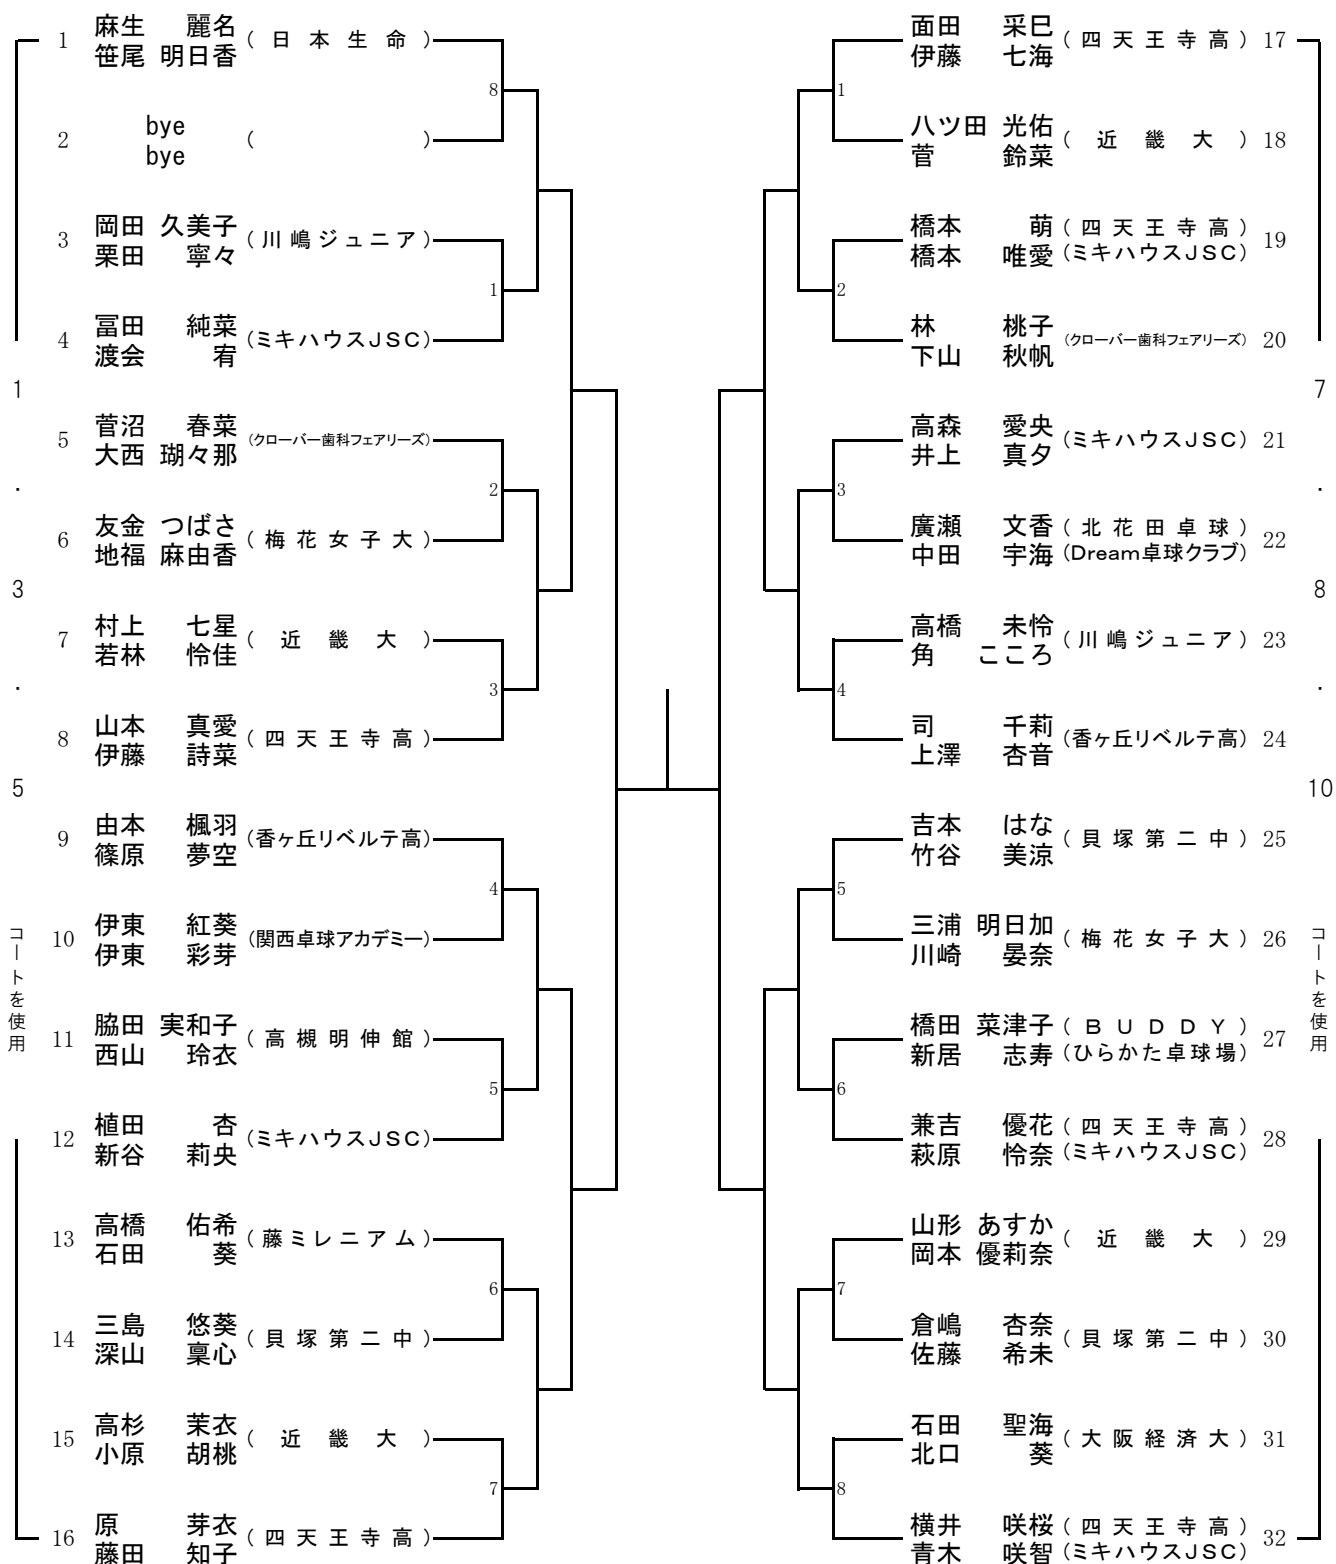 1 麻生 麗名 (日本生命)
笹尾 明日香
8
2 bye ( )
bye
3 岡田 久美子 (川嶋ジュニア)
栗田 寧々
1
4 冨田 純菜 (ミキハウスJSC)
渡会 宥
1
5 菅沼 春菜 (クローバー歯科フェアリーズ)
大西 瑚々那
.
2
6 友金 つばさ (梅花女子大)
地福 麻由香
3
7 村上 七星 (近畿大)
若林 怜佳
.
3
8 山本 真愛 (四天王寺高)
伊藤 詩菜
5
9 由本 楓羽 (香ヶ丘リベルテ高)
篠原 夢空
4
10 伊東 紅葵 (関西卓球アカデミー)
伊東 彩芽
コートを使用
11 脇田 実和子 (高槻明伸館)
西山 玲衣
5
12 植田 杏 (ミキハウスJSC)
新谷 莉央
13 高橋 佑希 (藤ミレニアム)
石田 葵
6
14 三島 悠葵 (貝塚第二中)
深山 稟心
15 高杉 茉衣 (近畿大)
小原 胡桃
7
16 原 芽衣 (四天王寺高)
藤田 知子
面田 采巳 (四天王寺高) 17
伊藤 七海
1
八ツ田 光佑 (近畿大) 18
菅 鈴菜
橋本 萌 (四天王寺高) 19
橋本 唯愛 (ミキハウスJSC)
2
林 桃子 (クローバー歯科フェアリーズ) 20
下山 秋帆
7
高森 愛央 (ミキハウスJSC) 21
井上 真夕
.
3
廣瀬 文香 (北花田卓球) 22
中田 宇海 (Dream卓球クラブ)
8
高橋 未怜 (川嶋ジュニア) 23
角 こころ
.
4
司 千莉 (香ヶ丘リベルテ高) 24
上澤 杏音
10
吉本 はな (貝塚第二中) 25
竹谷 美涼
5
三浦 明日加 (梅花女子大) 26
川崎 晏奈
コートを使用
橋田 菜津子 (BUDDY) 27
新居 志寿 (ひらかた卓球場)
6
兼吉 優花 (四天王寺高) 28
萩原 怜奈 (ミキハウスJSC)
山形 あすか (近畿大) 29
岡本 優莉奈
7
倉嶋 杏奈 (貝塚第二中) 30
佐藤 希未
石田 聖海 (大阪経済大) 31
北口 葵
8
横井 咲桜 (四天王寺高) 32
青木 咲智 (ミキハウスJSC)